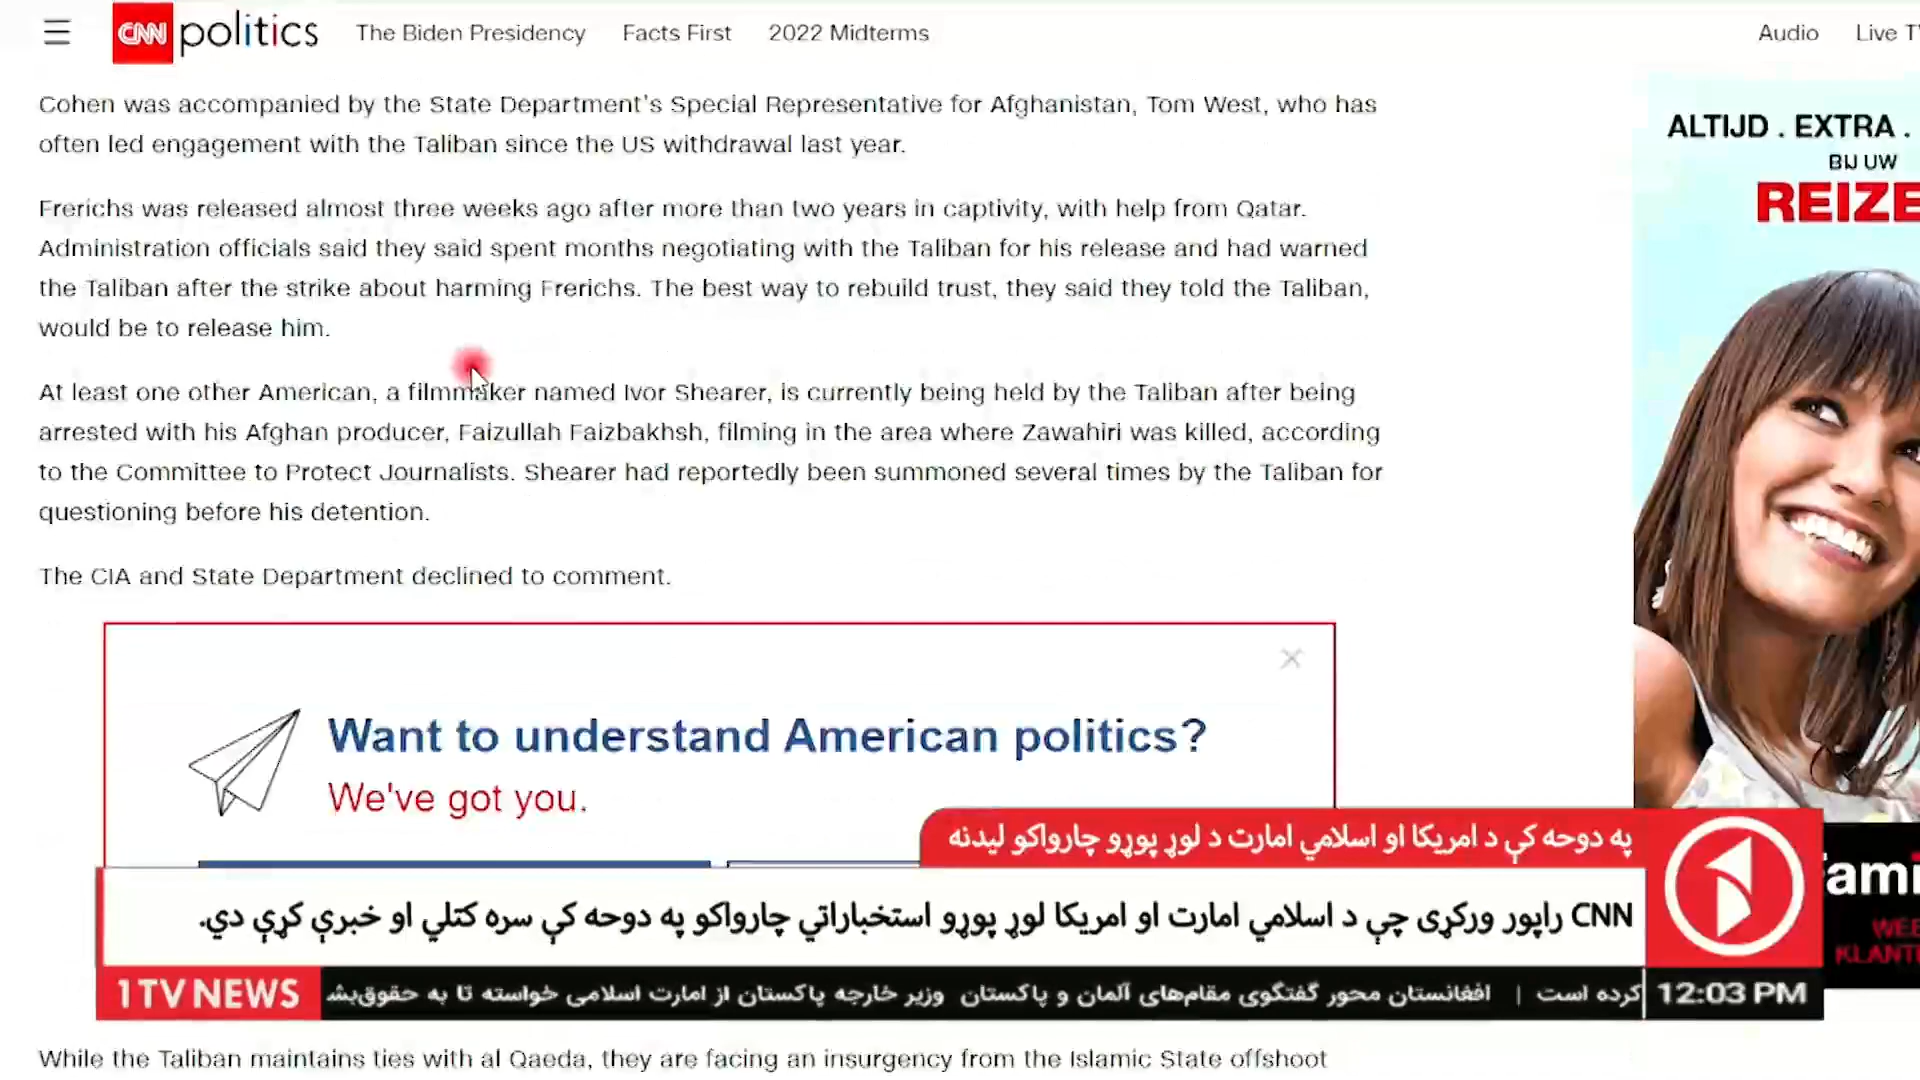 CNN politics The Biden Presidency Facts First 2022 Midterms Audio Live T
Cohen was accompanied by the State Department's Special Representative for Afghanistan, Tom West, who has
often led engagement with the Taliban since the US withdrawal last year.
Frerichs was released almost three weeks ago after more than two years in captivity, with help from Qatar.
Administration officials said they said spent months negotiating with the Taliban for his release and had warned
the Taliban after the strike about harming Frerichs. The best way to rebuild trust, they said they told the Taliban,
would be to release him.
At least one other American, a filmmaker named Ivor Shearer, is currently being held by the Taliban after being
arrested with his Afghan producer, Faizullah Faizbakhsh, filming in the area where Zawahiri was killed, according
to the Committee to Protect Journalists. Shearer had reportedly been summoned several times by the Taliban for
questioning before his detention.
The CIA and State Department declined to comment.
Want to understand American politics?
We've got you.
ALTIJD . EXTRA .
BIJ UW
REIZE
په دوحه کې د امریکا او اسلامي امارت د لوړ پوړو چارواکو لیدنه
CNN راپور ورکړی چې د اسلامي امارت او امریکا لوړ پوړو استخباراتي چارواکو په دوحه کې سره کتلي او خبرې کړې دي.
ami
WEE
KLANT
1TV NEWS
کرده است | افغانستان محور گفتگوی مقام‌های آلمان و پاکستان وزیر خارجه پاکستان از امارت اسلامی خواسته تا به حقوق‌بش
12:03 PM
While the Taliban maintains ties with al Qaeda, they are facing an insurgency from the Islamic State offshoot